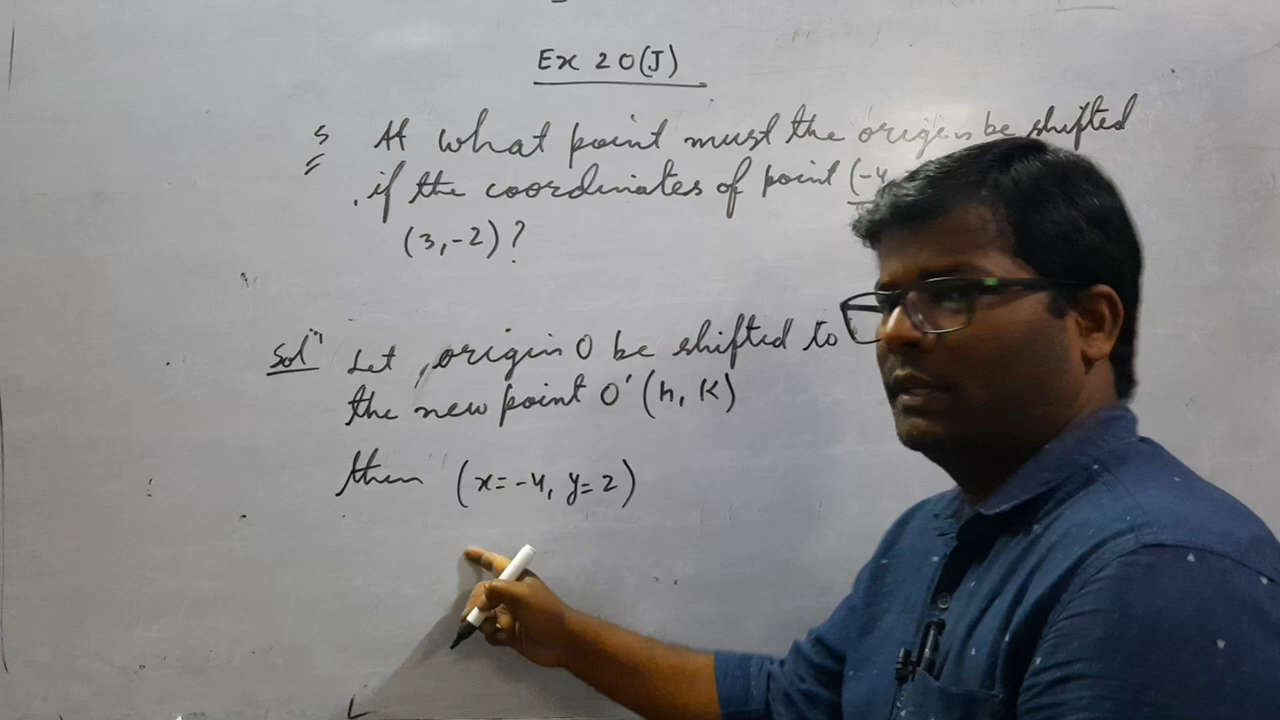 Ex 20(J)
5 At what point must the origin be shifted
if the coordinates of point (-4
(3,-2)?
Solⁿ Let, origin O be shifted to
the new point O' (h, K)
then (x=-4, y=2)